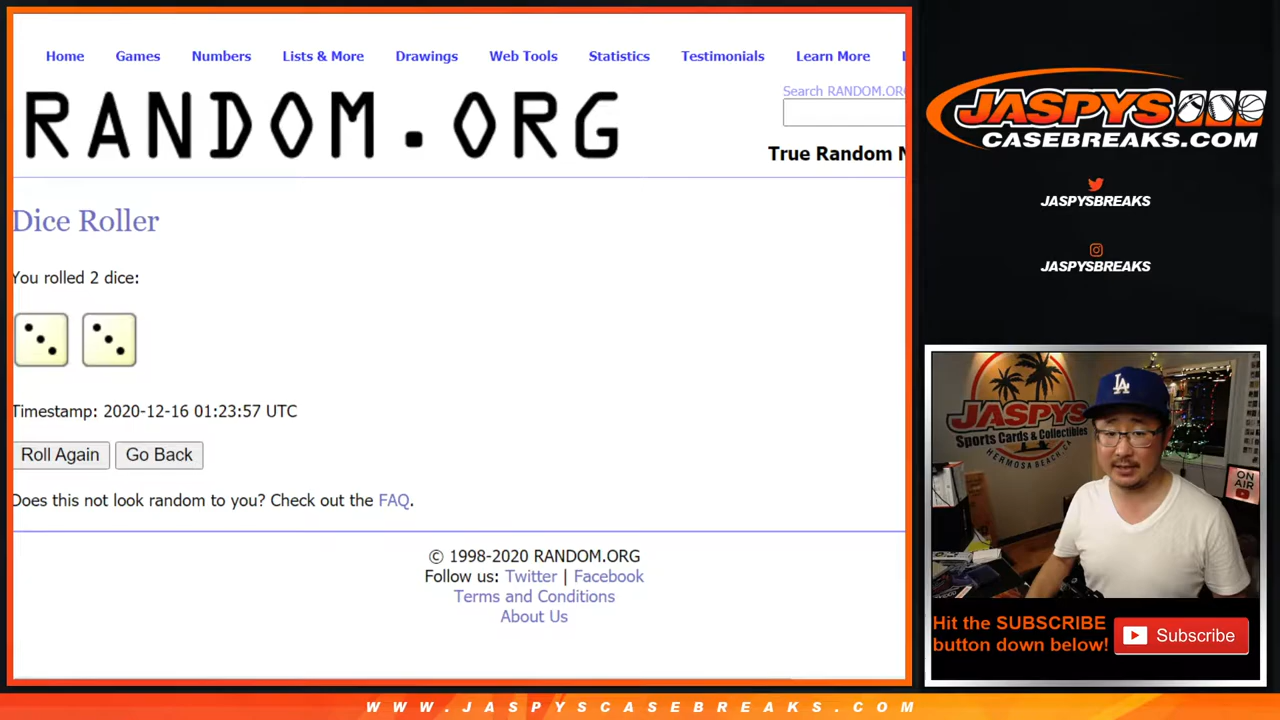 Home Games Numbers Lists & More Drawings Web Tools Statistics Testimonials Learn More
RANDOM.ORG
Search RANDOM.ORG
True Random N
Dice Roller
You rolled 2 dice:
Timestamp: 2020-12-16 01:23:57 UTC
Roll Again Go Back
Does this not look random to you? Check out the FAQ.
© 1998-2020 RANDOM.ORG
Follow us: Twitter | Facebook
Terms and Conditions
About Us
JASPYS
CASEBREAKS.COM
JASPYSBREAKS
JASPYSBREAKS
JASPYS
Sports Cards & Collectibles
HERMOSA BEACH, CA
LA
ON
AIR
Hit the SUBSCRIBE
button down below!
Subscribe
WWW.JASPYSCASEBREAKS.COM